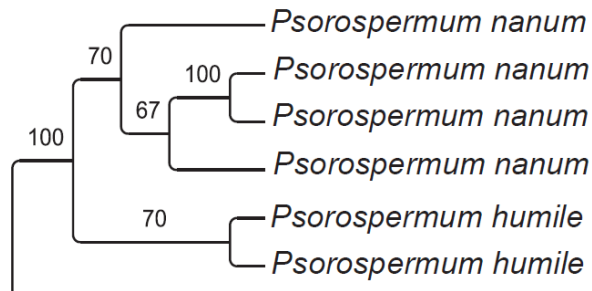 Psorospermum nanum
70
100 Psorospermum nanum
67 Psorospermum nanum
100
Psorospermum nanum
70 Psorospermum humile
Psorospermum humile